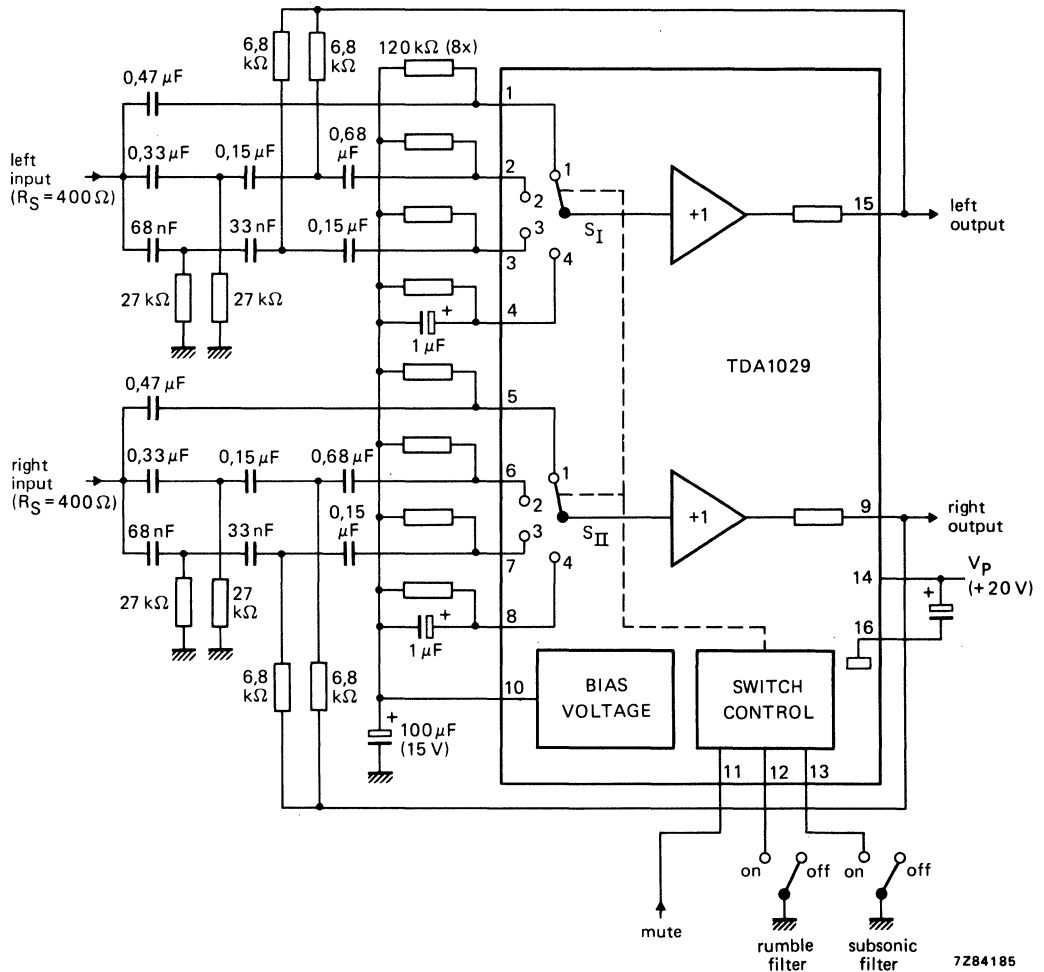 6,8
kΩ
6,8
kΩ
120 kΩ (8x)
0,47 µF
1
left
input
(RS = 400 Ω)
0,33 µF
0,15 µF
0,68
µF
2
1
2
3
4
SI
+1
15
left
output
68 nF
33 nF
0,15 µF
3
27 kΩ
27 kΩ
+
4
1 µF
TDA1029
0,47 µF
5
right
input
(RS = 400 Ω)
0,33 µF
0,15 µF
0,68 µF
6
1
2
3
4
SII
+1
9
right
output
68 nF
33 nF
0,15
µF
7
14
VP
(+ 20 V)
+
16
27 kΩ
27
kΩ
+
8
1 µF
6,8
kΩ
6,8
kΩ
10
BIAS
VOLTAGE
SWITCH
CONTROL
+
100 µF
(15 V)
11
12
13
on
off
on
off
mute
rumble
filter
subsonic
filter
7Z84185